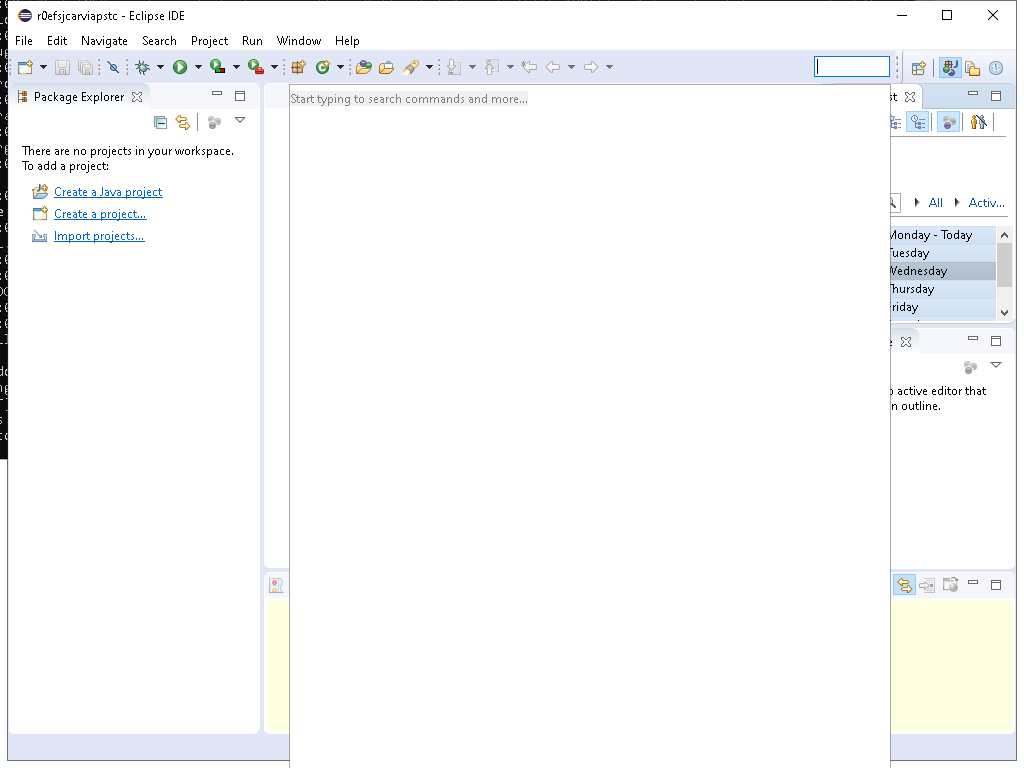 r0efsjcarviapstc - Eclipse IDE
File Edit Navigate Search Project Run Window Help
Package Explorer
Start typing to search commands and more...
There are no projects in your workspace.
To add a project:
Create a Java project
Create a project...
Import projects...
All Activ...
Monday - Today
Tuesday
Wednesday
Thursday
Friday
active editor that
outline.